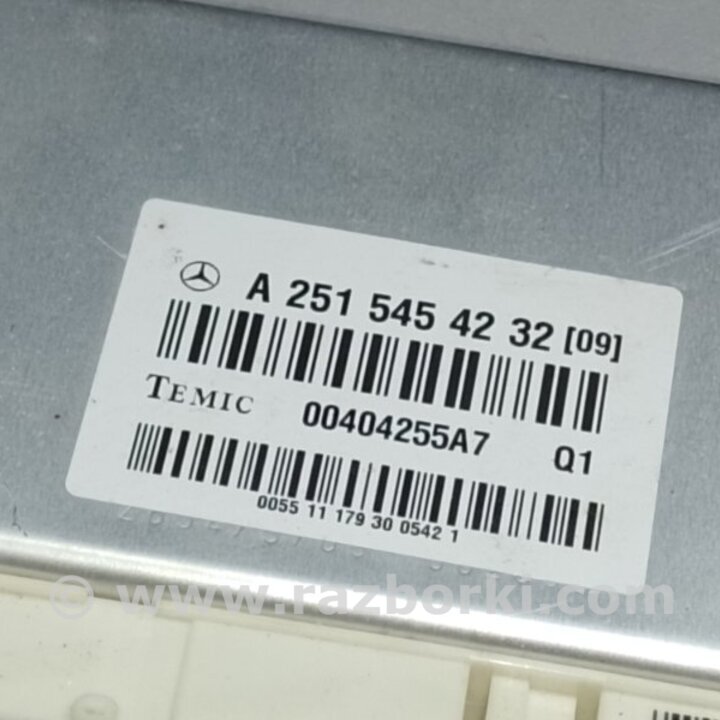 A 251 545 42 32 [09]
TEMIC 00404255A7 Q1
0055 11 179 30 0542 1
© www.razborki.com